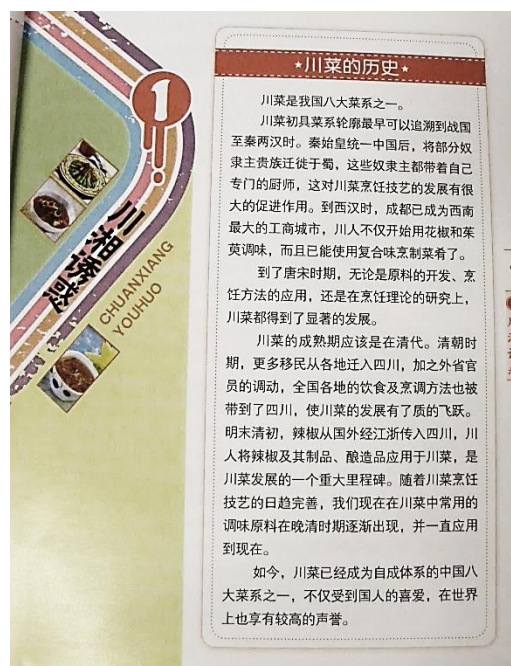 1
川湘诱惑
CHUANXIANG
YOUHUO
★川菜的历史★
川菜是我国八大菜系之一。
川菜初具菜系轮廓最早可以追溯到战国
至秦两汉时。秦始皇统一中国后，将部分奴
隶主贵族迁徙于蜀，这些奴隶主都带着自己
专门的厨师，这对川菜烹饪技艺的发展有很
大的促进作用。到西汉时，成都已成为西南
最大的工商城市，川人不仅开始用花椒和茱
萸调味，而且已能使用复合味烹制菜肴了。
到了唐宋时期，无论是原料的开发、烹
饪方法的应用，还是在烹饪理论的研究上，
川菜都得到了显著的发展。
川菜的成熟期应该是在清代。清朝时
期，更多移民从各地迁入四川，加之外省官
员的调动，全国各地的饮食及烹调方法也被
带到了四川，使川菜的发展有了质的飞跃。
明末清初，辣椒从国外经江浙传入四川，川
人将辣椒及其制品、酿造品应用于川菜，是
川菜发展的一个重大里程碑。随着川菜烹饪
技艺的日趋完善，我们现在在川菜中常用的
调味原料在晚清时期逐渐出现，并一直应用
到现在。
如今，川菜已经成为自成体系的中国八
大菜系之一，不仅受到国人的喜爱，在世界
上也享有较高的声誉。